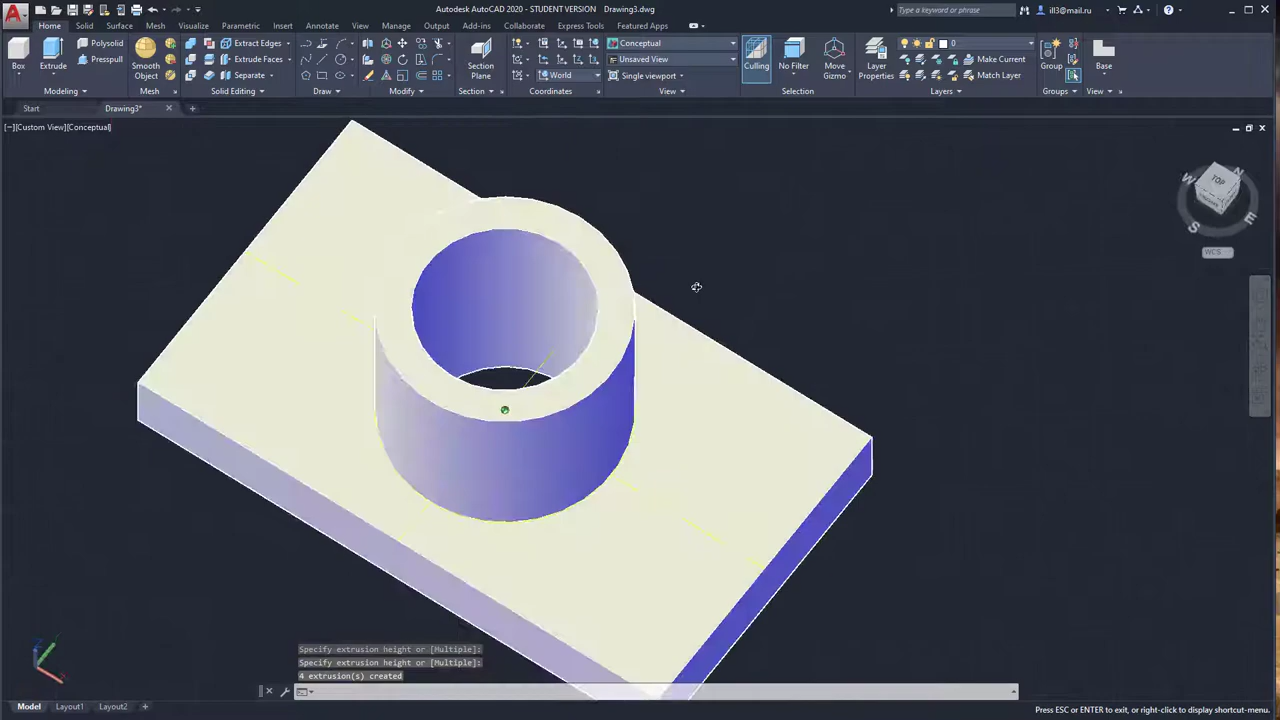 Autodesk AutoCAD 2020 - STUDENT VERSION Drawing3.dwg
Type a keyword or phrase
ill3@mail.ru
Home Solid Surface Mesh Visualize Parametric Insert Annotate View Manage Output Add-ins Collaborate Express Tools Featured Apps
Box
Extrude
Polysolid
Presspull
Smooth
Object
Extract Edges
Extrude Faces
Separate
Section
Plane
World
Conceptual
Unsaved View
Single viewport
Culling
No Filter
Move
Gizmo
Layer
Properties
0
Make Current
Match Layer
Group
Base
Modeling Mesh Solid Editing Draw Modify Section Coordinates View Selection Layers Groups View
Start Drawing3*
[−][Custom View][Conceptual]
TOP
N
W
S
E
WCS
Specify extrusion height or [Multiple]:
Specify extrusion height or [Multiple]:
4 extrusion(s) created
Model Layout1 Layout2 +
Press ESC or ENTER to exit, or right-click to display shortcut-menu.